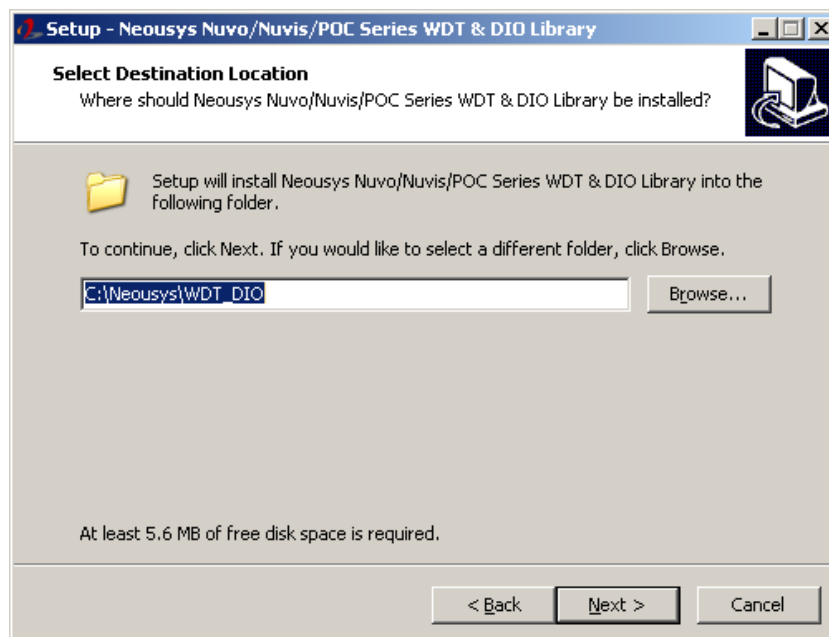 Setup - Neousys Nuvo/Nuvis/POC Series WDT & DIO Library
Select Destination Location
Where should Neousys Nuvo/Nuvis/POC Series WDT & DIO Library be installed?
Setup will install Neousys Nuvo/Nuvis/POC Series WDT & DIO Library into the
following folder.
To continue, click Next. If you would like to select a different folder, click Browse.
C:\Neousys\WDT_DIO
Browse...
At least 5.6 MB of free disk space is required.
< Back
Next >
Cancel